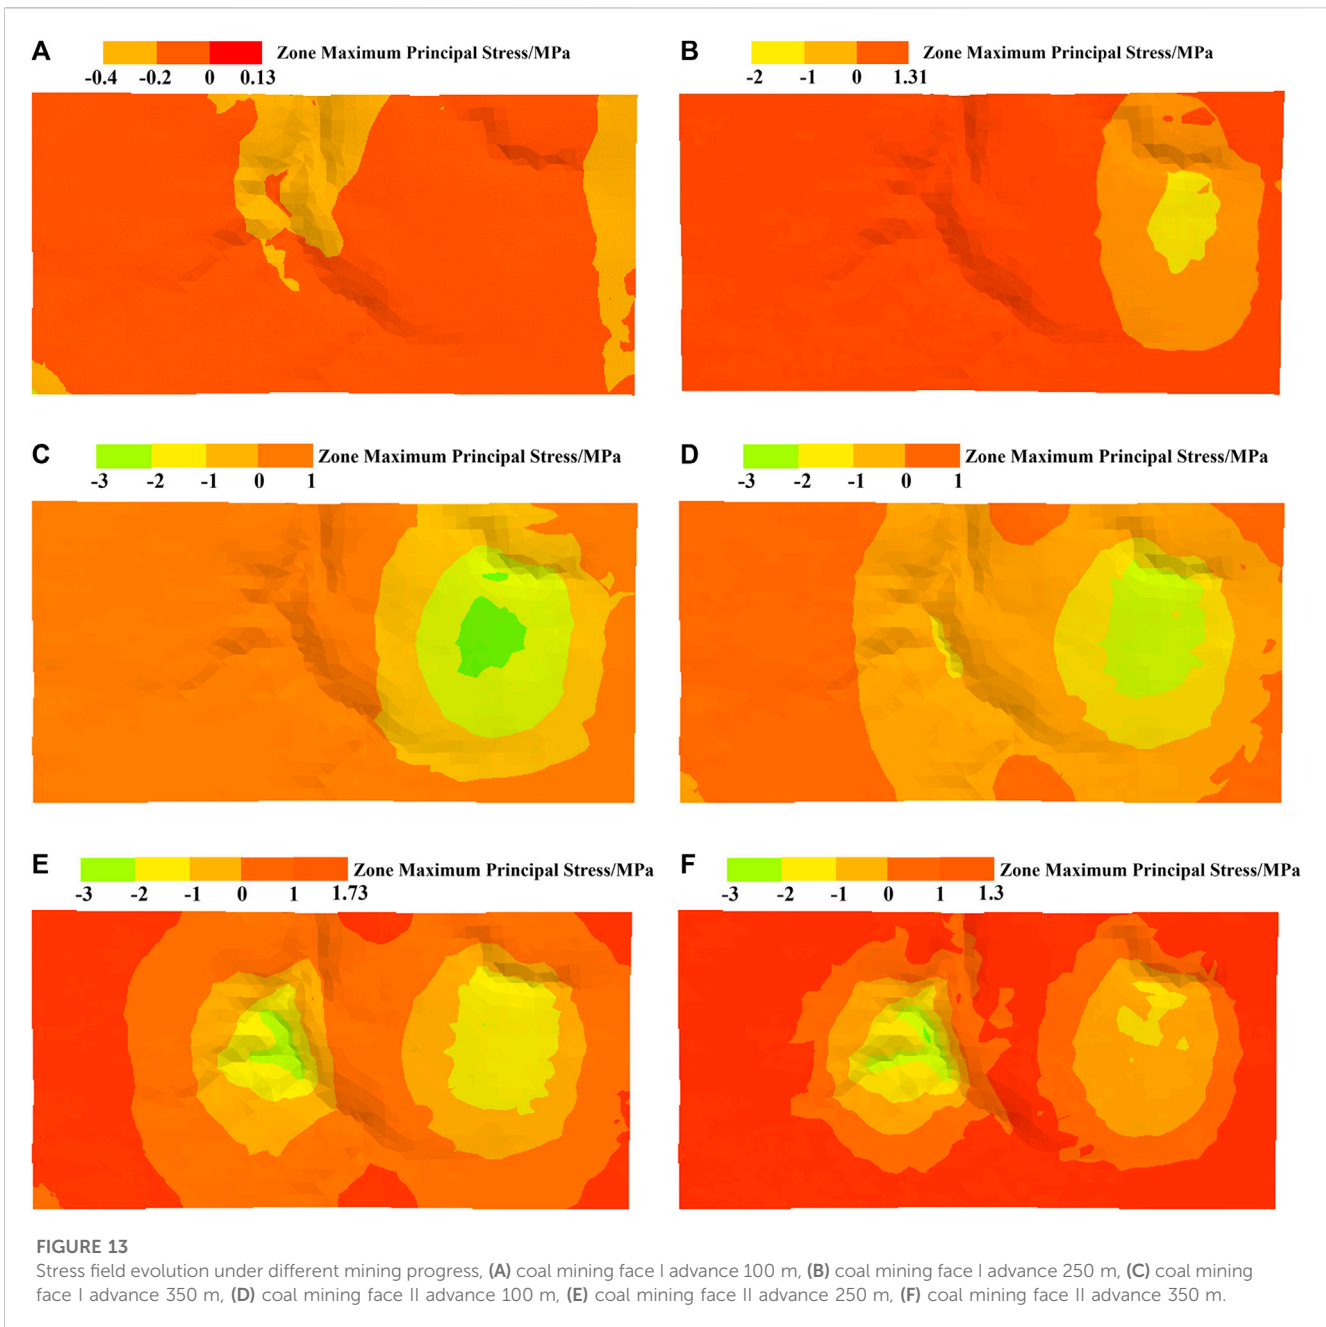 A Zone Maximum Principal Stress/MPa
-0.4 -0.2 0 0.13
B Zone Maximum Principal Stress/MPa
-2 -1 0 1.31
C Zone Maximum Principal Stress/MPa
-3 -2 -1 0 1
D Zone Maximum Principal Stress/MPa
-3 -2 -1 0 1
E Zone Maximum Principal Stress/MPa
-3 -2 -1 0 1 1.73
F Zone Maximum Principal Stress/MPa
-3 -2 -1 0 1 1.3
FIGURE 13
Stress field evolution under different mining progress, (A) coal mining face I advance 100 m, (B) coal mining face I advance 250 m, (C) coal mining
face I advance 350 m, (D) coal mining face II advance 100 m, (E) coal mining face II advance 250 m, (F) coal mining face II advance 350 m.